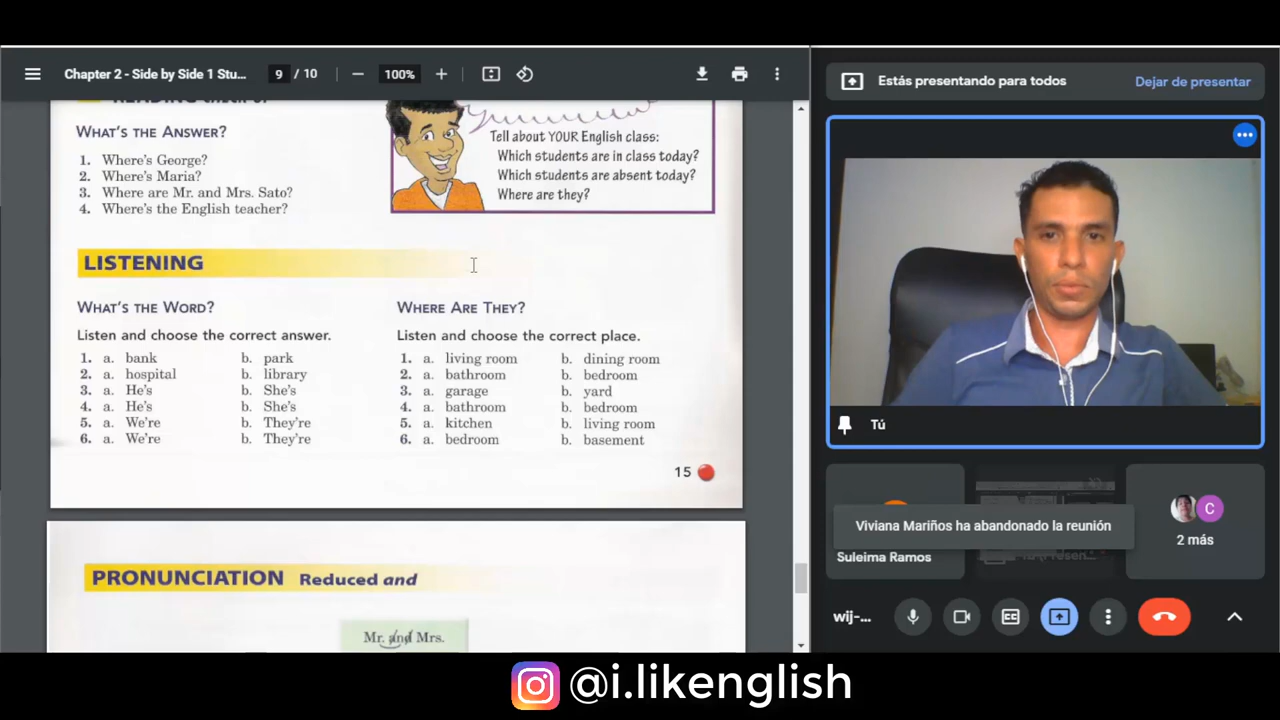 Chapter 2 - Side by Side 1 Stu...
9 / 10
100%
WHAT'S THE ANSWER?
1. Where's George?
2. Where's Maria?
3. Where are Mr. and Mrs. Sato?
4. Where's the English teacher?
Tell about YOUR English class:
Which students are in class today?
Which students are absent today?
Where are they?
LISTENING
WHAT'S THE WORD?
Listen and choose the correct answer.
1. a. bank b. park
2. a. hospital b. library
3. a. He's b. She's
4. a. He's b. She's
5. a. We're b. They're
6. a. We're b. They're
WHERE ARE THEY?
Listen and choose the correct place.
1. a. living room b. dining room
2. a. bathroom b. bedroom
3. a. garage b. yard
4. a. bathroom b. bedroom
5. a. kitchen b. living room
6. a. bedroom b. basement
15
PRONUNCIATION Reduced and
Mr. and Mrs.
Estás presentando para todos
Dejar de presentar
Tú
Viviana Mariños ha abandonado la reunión
Suleima Ramos
C
2 más
wij-...
@i.likenglish